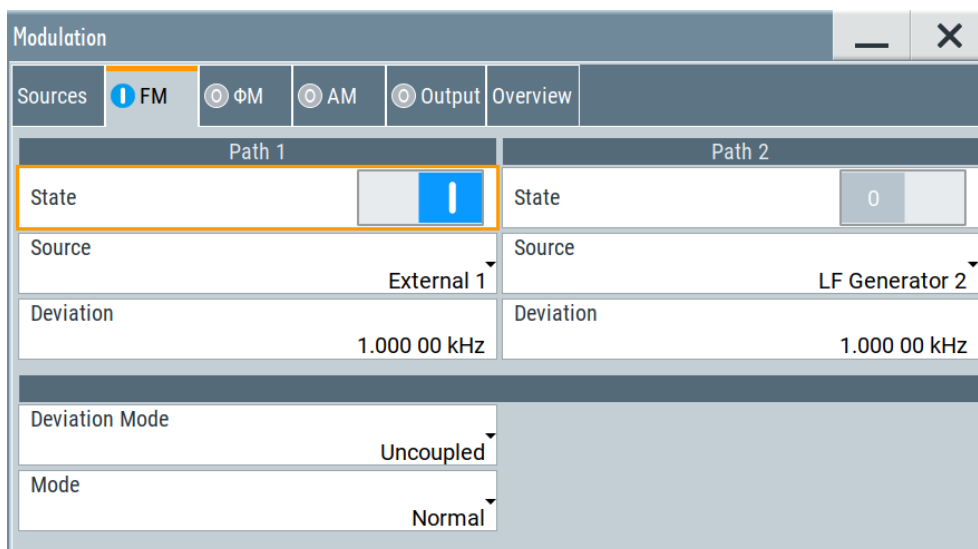 Modulation
Sources FM ΦM AM Output Overview
Path 1 Path 2
State State 0
Source Source
External 1 LF Generator 2
Deviation Deviation
1.000 00 kHz 1.000 00 kHz
Deviation Mode
Uncoupled
Mode
Normal